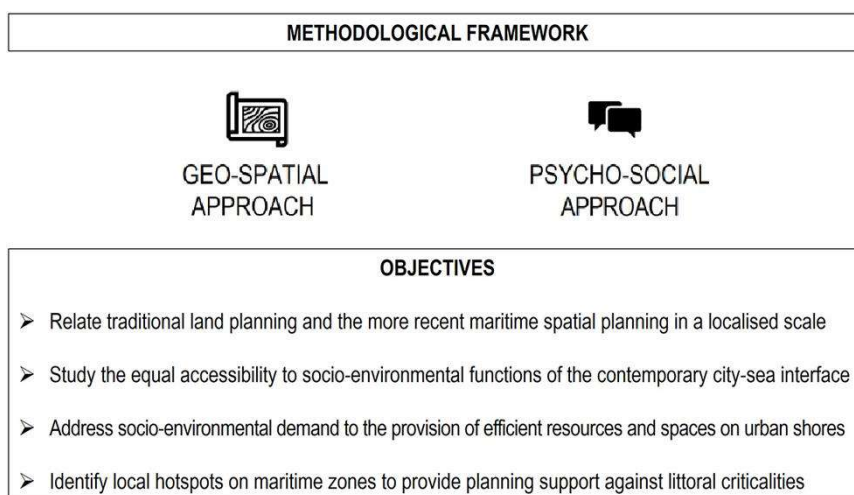 METHODOLOGICAL FRAMEWORK
GEO-SPATIAL
APPROACH
PSYCHO-SOCIAL
APPROACH
OBJECTIVES
➢ Relate traditional land planning and the more recent maritime spatial planning in a localised scale
➢ Study the equal accessibility to socio-environmental functions of the contemporary city-sea interface
➢ Address socio-environmental demand to the provision of efficient resources and spaces on urban shores
➢ Identify local hotspots on maritime zones to provide planning support against littoral criticalities